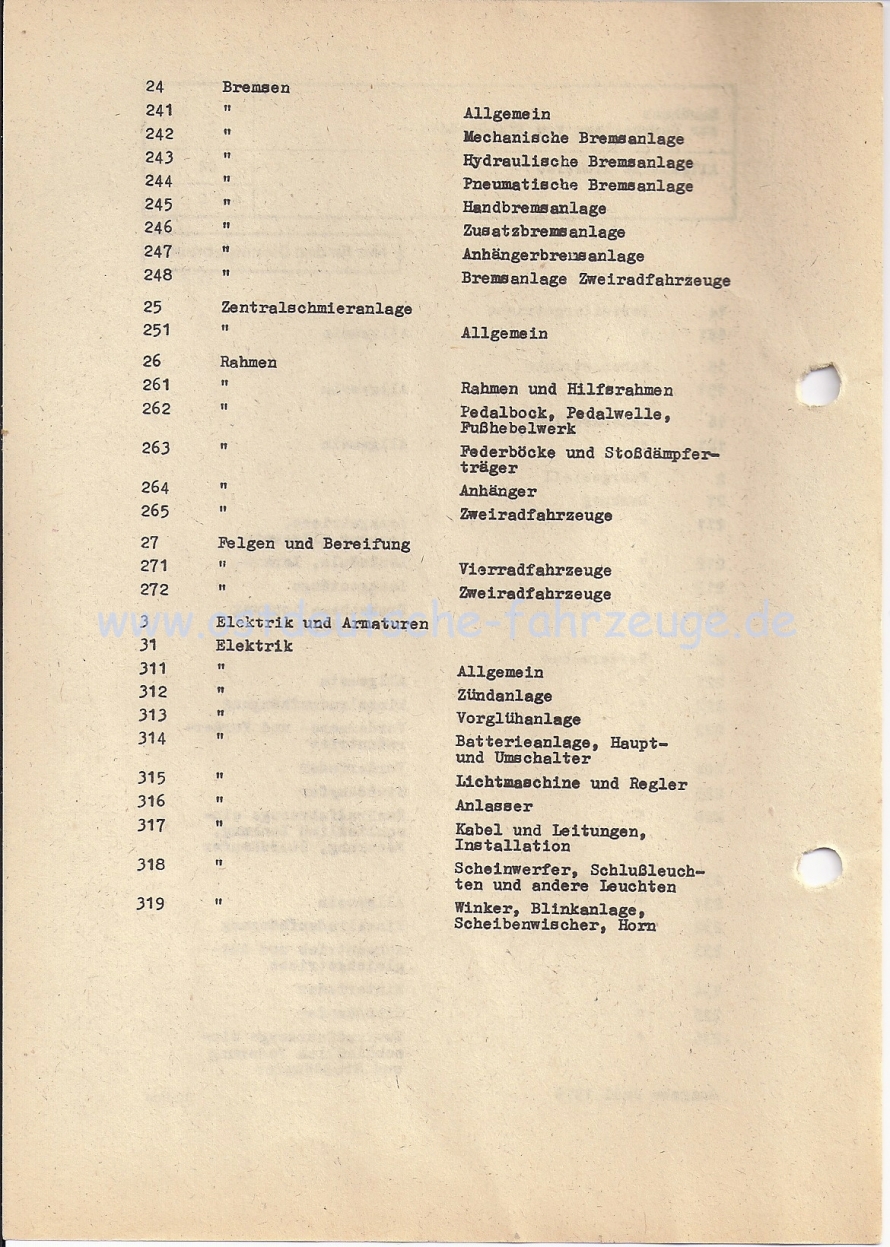 24 Bremsen
241 " Allgemein
242 " Mechanische Bremsanlage
243 " Hydraulische Bremsanlage
244 " Pneumatische Bremsanlage
245 " Handbremsanlage
246 " Zusatzbremsanlage
247 " Anhängerbremsanlage
248 " Bremsanlage Zweiradfahrzeuge
25 Zentralschmieranlage
251 " Allgemein
26 Rahmen
261 " Rahmen und Hilfsrahmen
262 " Pedalbock, Pedalwelle,
Fußhebelwerk
263 " Federböcke und Stoßdämpfer-
träger
264 " Anhänger
265 " Zweiradfahrzeuge
27 Felgen und Bereifung
271 " Vierradfahrzeuge
272 " Zweiradfahrzeuge
www.ostdeutsche-fahrzeuge.de
3 Elektrik und Armaturen
31 Elektrik
311 " Allgemein
312 " Zündanlage
313 " Vorglühanlage
314 " Batterieanlage, Haupt-
und Umschalter
315 " Lichtmaschine und Regler
316 " Anlasser
317 " Kabel und Leitungen,
Installation
318 " Scheinwerfer, Schlußleuch-
ten und andere Leuchten
319 " Winker, Blinkanlage,
Scheibenwischer, Horn